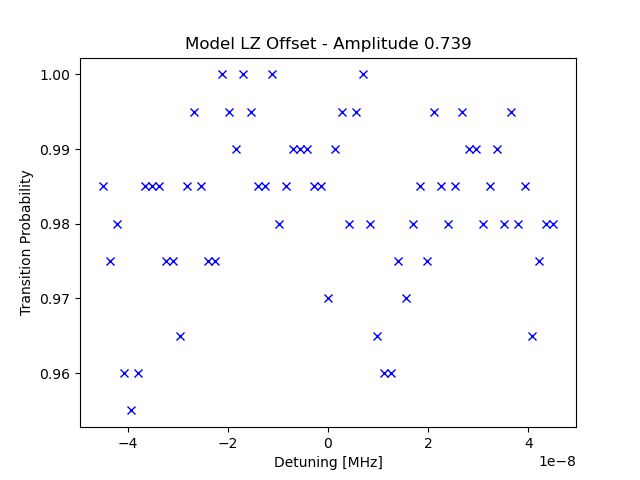 Model LZ Offset - Amplitude 0.739
1.00
0.99
0.98
0.97
0.96
Transition Probability
−4
−2
0
2
4
1e−8
Detuning [MHz]